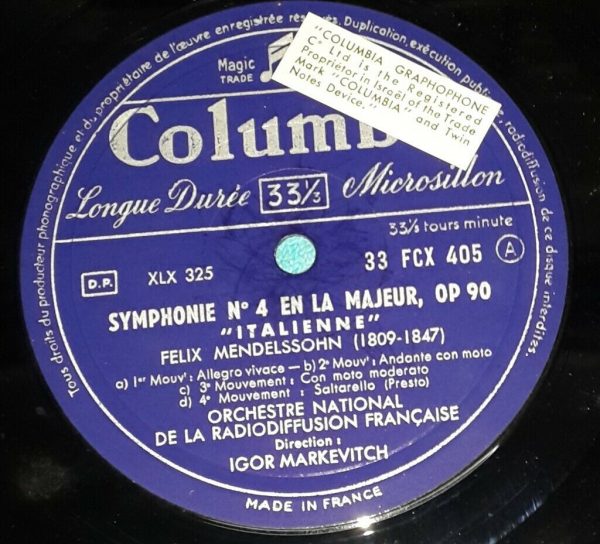 Tous droits du producteur phonographique et du propriétaire de l'œuvre enregistrée réservés. Duplication, exécution publique, radiodiffusion de ce disque interdites.
Magic
TRADE
"COLUMBIA GRAPHOPHONE
Cº Ltd is the Registered
Proprietor in Israël of the Trade
Mark "COLUMBIA" and Twin
Notes Device."
Columb
Longue Durée 33⅓ Microsillon
33⅓ tours minute
D.P. XLX 325 33 FCX 405 A
SYMPHONIE Nº 4 EN LA MAJEUR, OP 90
"ITALIENNE"
FELIX MENDELSSOHN (1809-1847)
a) 1er Mouvt : Allegro vivace – b) 2e Mouvt : Andante con moto
c) 3e Mouvement : Con moto moderato
d) 4e Mouvement : Saltarello (Presto)
ORCHESTRE NATIONAL
DE LA RADIODIFFUSION FRANÇAISE
Direction :
IGOR MARKEVITCH
MADE IN FRANCE